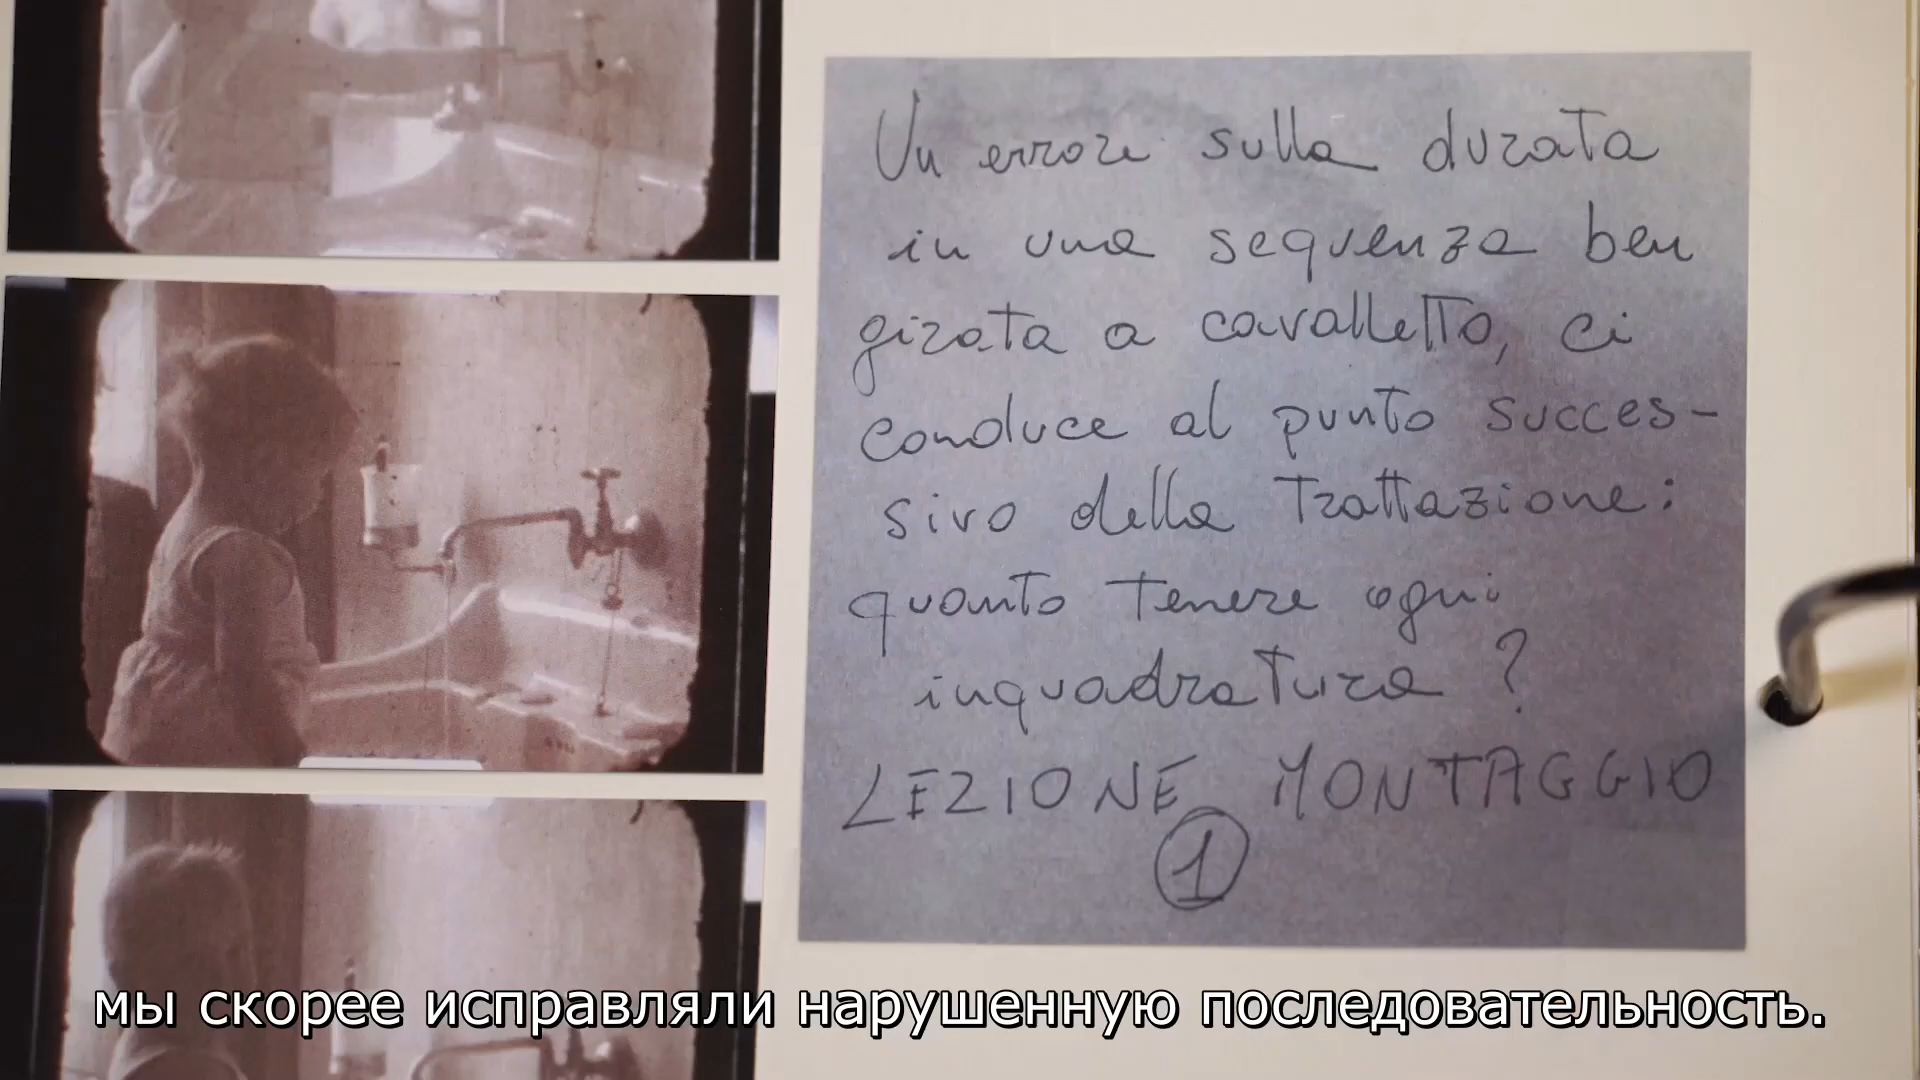 Un errore sulla durata
in una sequenza ben
girata a cavalletto, ci
conduce al punto succes-
sivo della trattazione:
quanto tenere ogni
inquadratura?
LEZIONE MONTAGGIO
1
мы скорее исправляли нарушенную последовательность.